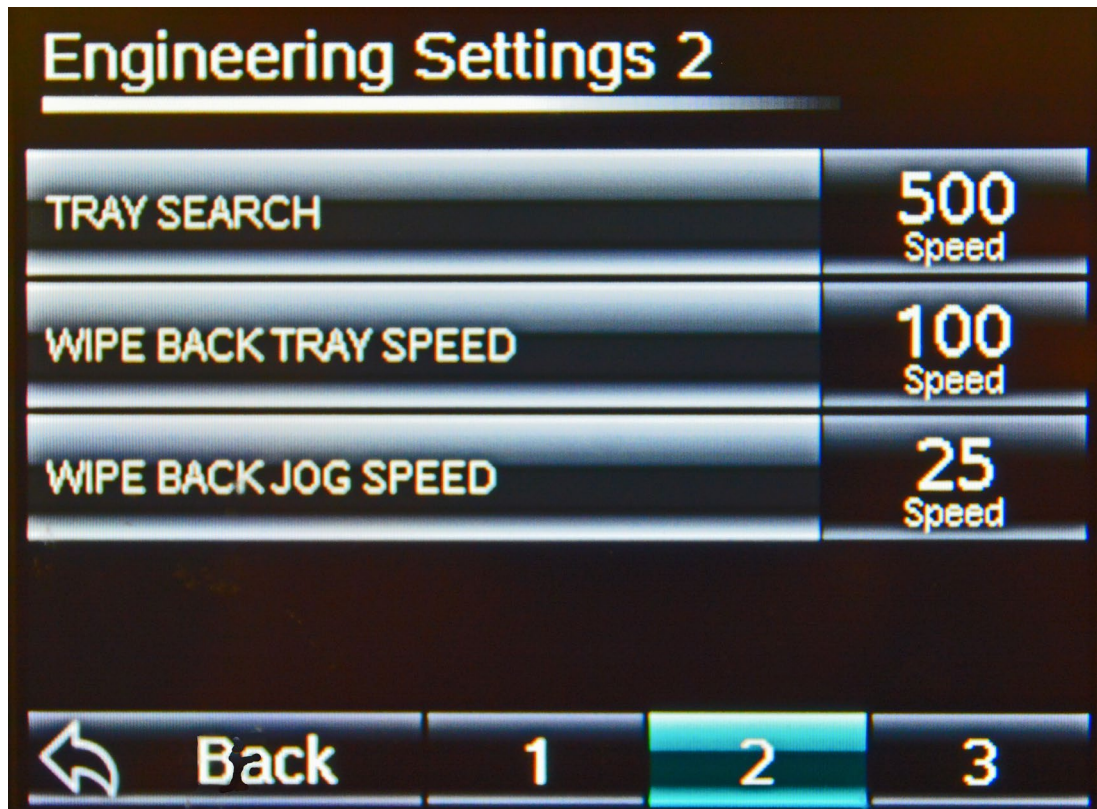 Engineering Settings 2
TRAY SEARCH
500
Speed
WIPE BACK TRAY SPEED
100
Speed
WIPE BACK JOG SPEED
25
Speed
Back 1 2 3